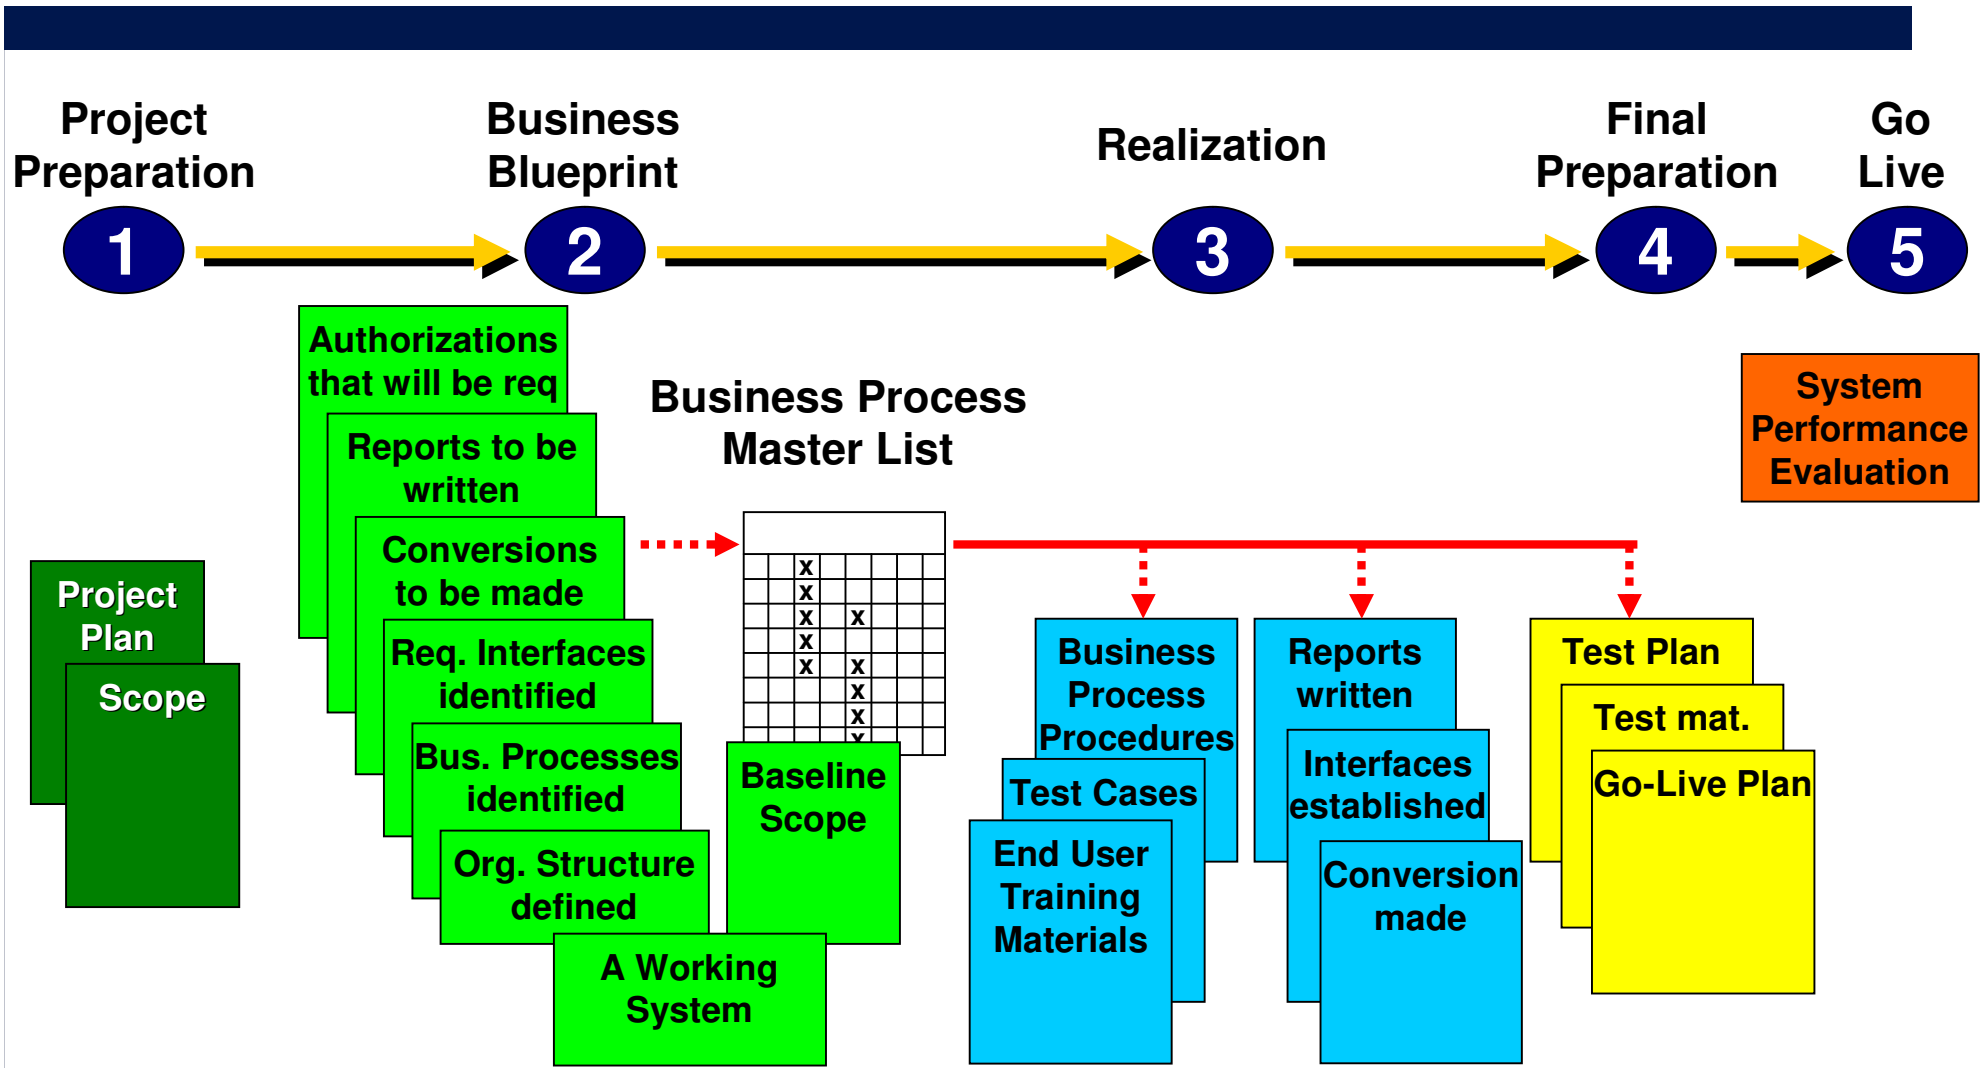 Project
Preparation
Business
Blueprint
Realization
Final
Preparation
Go
Live
1
2
3
4
5
Authorizations
that will be req
Reports to be
written
Conversions
to be made
Req. Interfaces
identified
Bus. Processes
identified
Org. Structure
defined
A Working
System
Project
Plan
Scope
Business Process
Master List
x
x
x x
x
x x
x
x
x
Baseline
Scope
Business
Process
Procedures
Test Cases
End User
Training
Materials
Reports
written
Interfaces
established
Conversion
made
Test Plan
Test mat.
Go-Live Plan
System
Performance
Evaluation